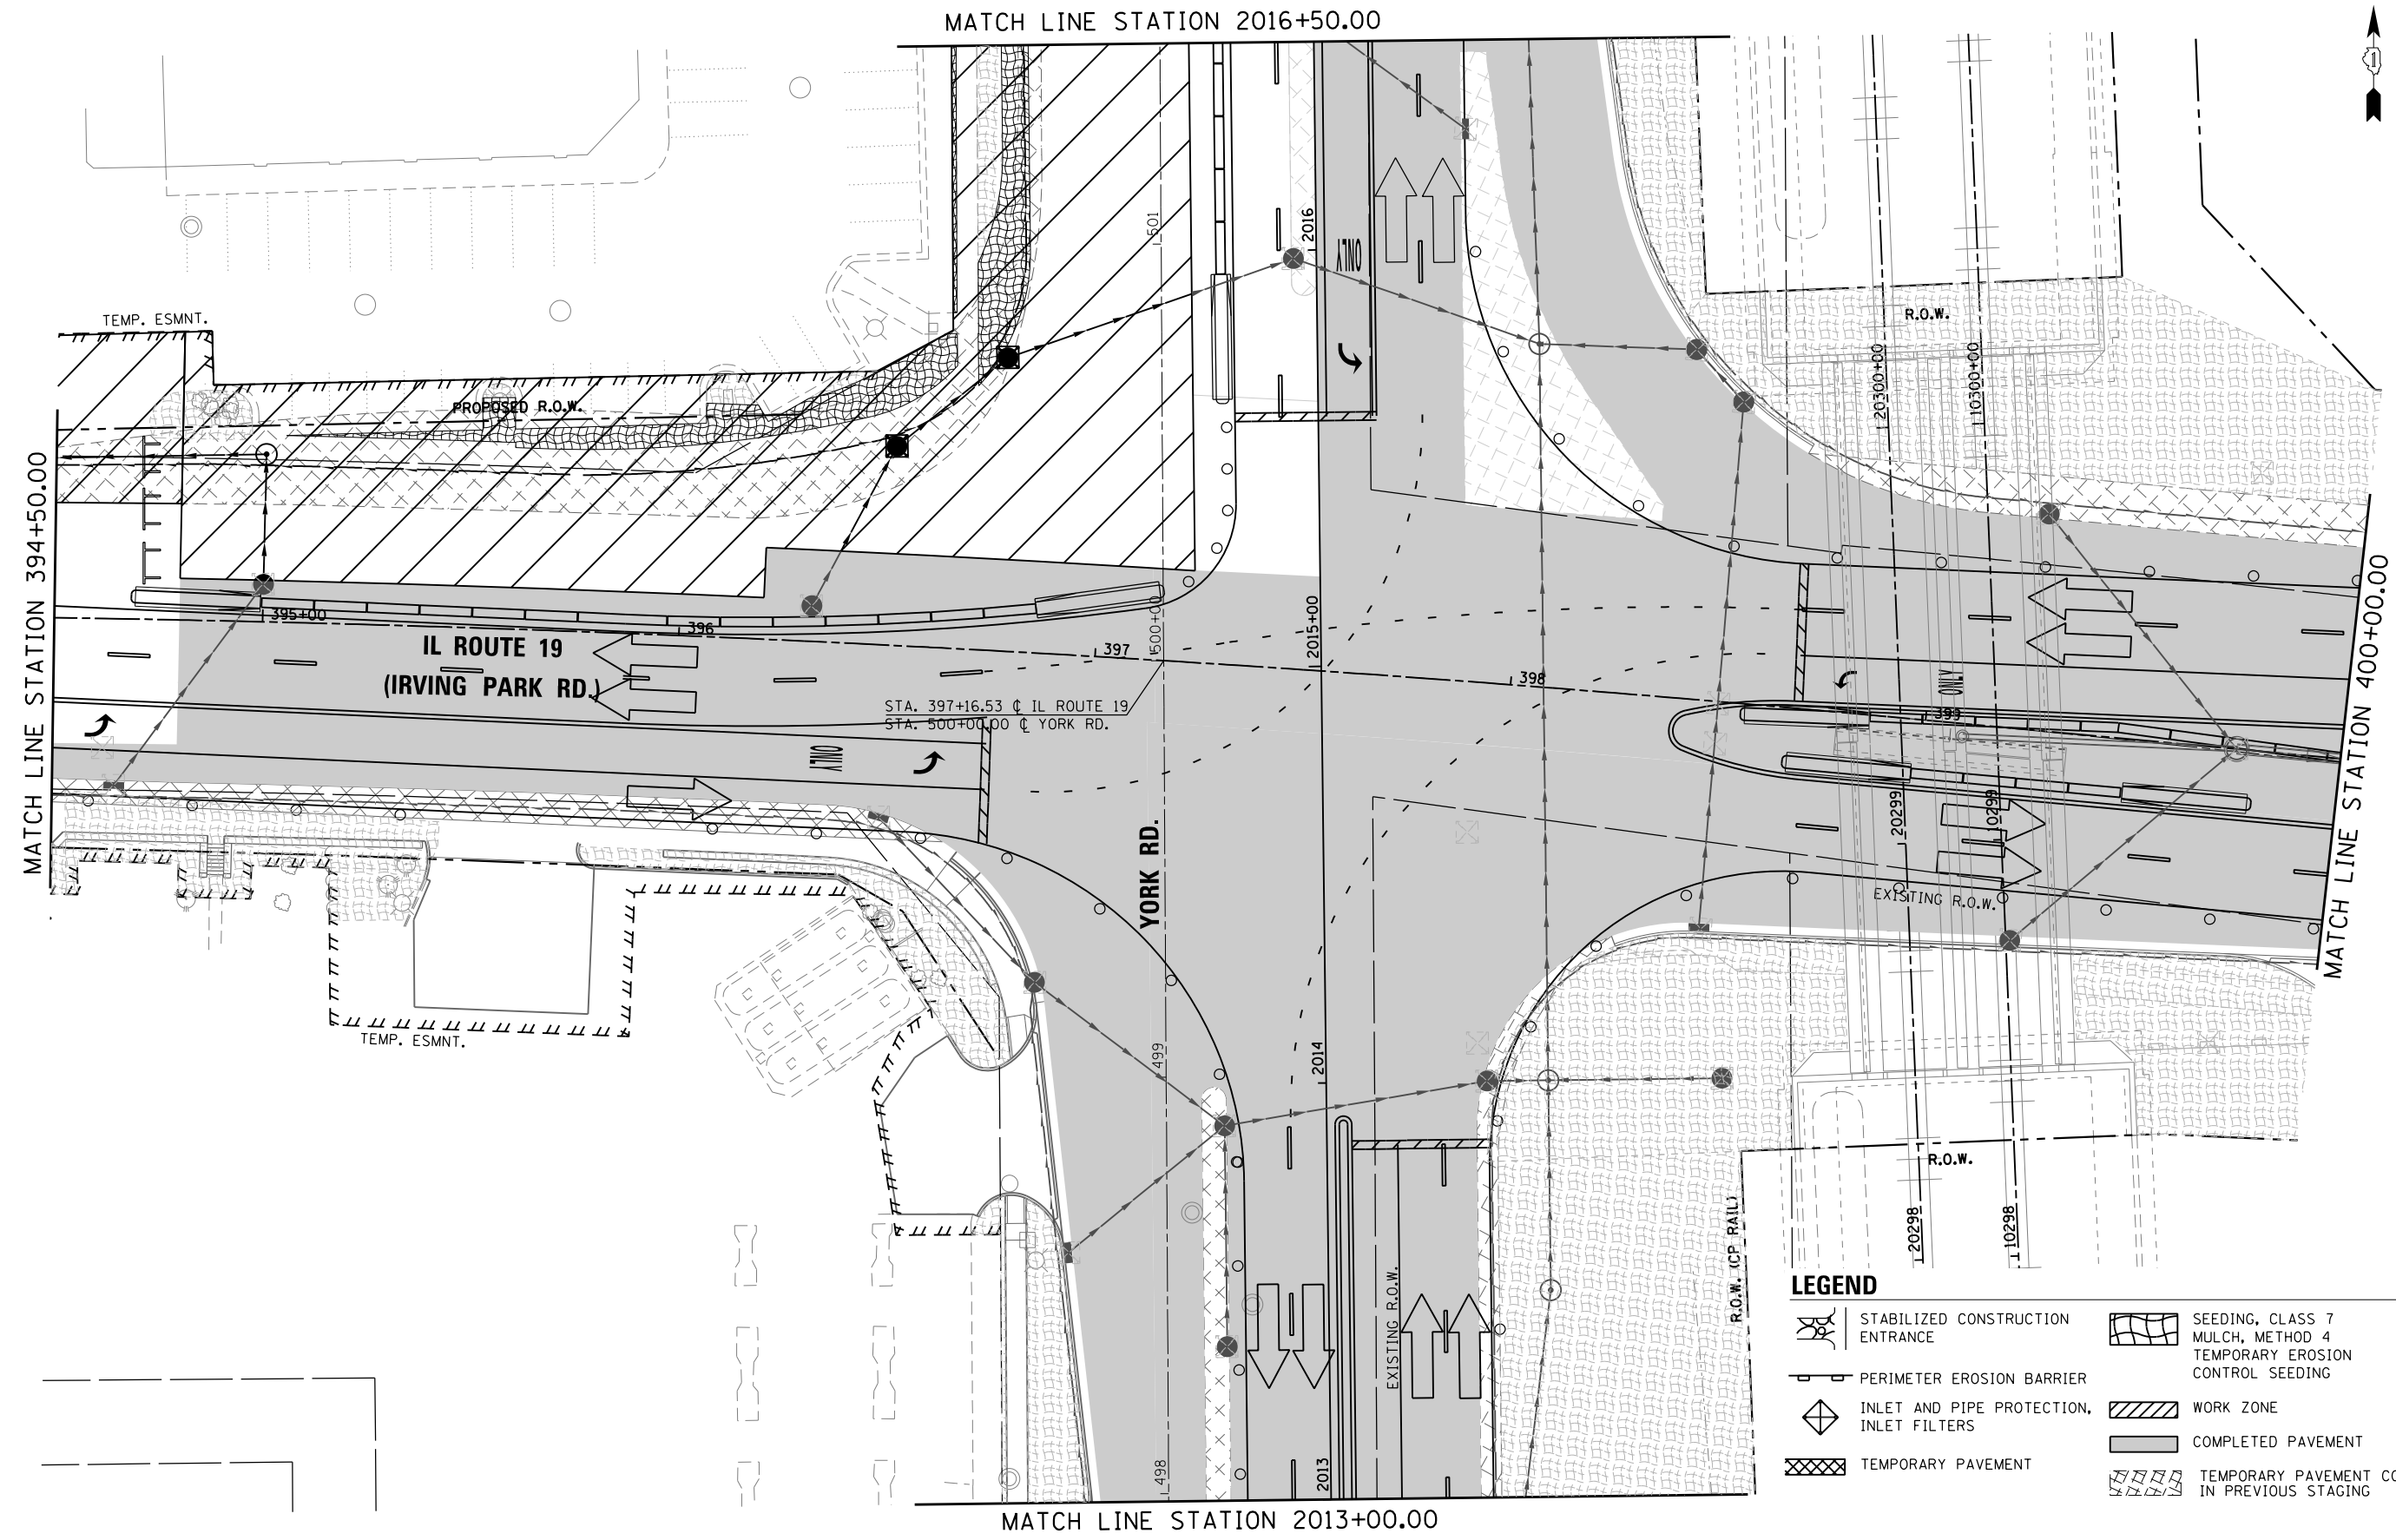 MATCH LINE STATION 2016+50.00
1
501
2016
ONLY
TEMP. ESMNT.
R.O.W.
20300+00
10300+00
PROPOSED R.O.W.
MATCH LINE STATION 394+50.00
395+00
396
IL ROUTE 19
(IRVING PARK RD.)
397
500+00
2015+00
398
ONLY
399
STA. 397+16.53 ℄ IL ROUTE 19
STA. 500+00.00 ℄ YORK RD.
ONLY
MATCH LINE STATION 400+00.00
20299
10299
YORK RD.
EXISTING R.O.W.
TEMP. ESMNT.
499
2014
R.O.W.
R.O.W. (CP RAIL)
20298
10298
EXISTING R.O.W.
498
2013
MATCH LINE STATION 2013+00.00
LEGEND
STABILIZED CONSTRUCTION
ENTRANCE
PERIMETER EROSION BARRIER
INLET AND PIPE PROTECTION,
INLET FILTERS
TEMPORARY PAVEMENT
SEEDING, CLASS 7
MULCH, METHOD 4
TEMPORARY EROSION
CONTROL SEEDING
WORK ZONE
COMPLETED PAVEMENT
TEMPORARY PAVEMENT CO
IN PREVIOUS STAGING